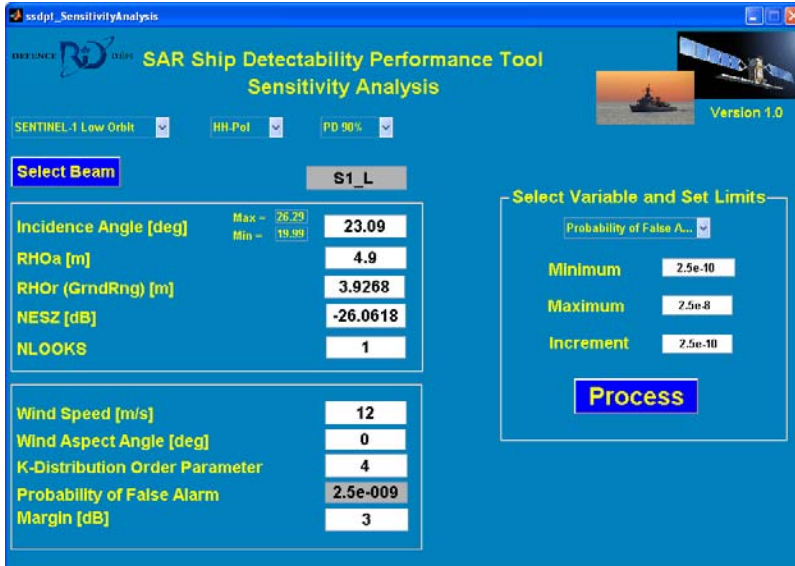 ssdpt_SensitivityAnalysis
DEFENCE R&D DÉFENSE
SAR Ship Detectability Performance Tool
Sensitivity Analysis
Version 1.0
SENTINEL-1 Low Orbit
HH-Pol
PD 90%
Select Beam
S1_L
Incidence Angle [deg]
Max = 26.29
Min = 19.99
23.09
RHOa [m]
4.9
RHOr (GrndRng) [m]
3.9268
NESZ [dB]
-26.0618
NLOOKS
1
Wind Speed [m/s]
12
Wind Aspect Angle [deg]
0
K-Distribution Order Parameter
4
Probability of False Alarm
2.5e-009
Margin [dB]
3
Select Variable and Set Limits
Probability of False A...
Minimum
2.5e-10
Maximum
2.5e-8
Increment
2.5e-10
Process